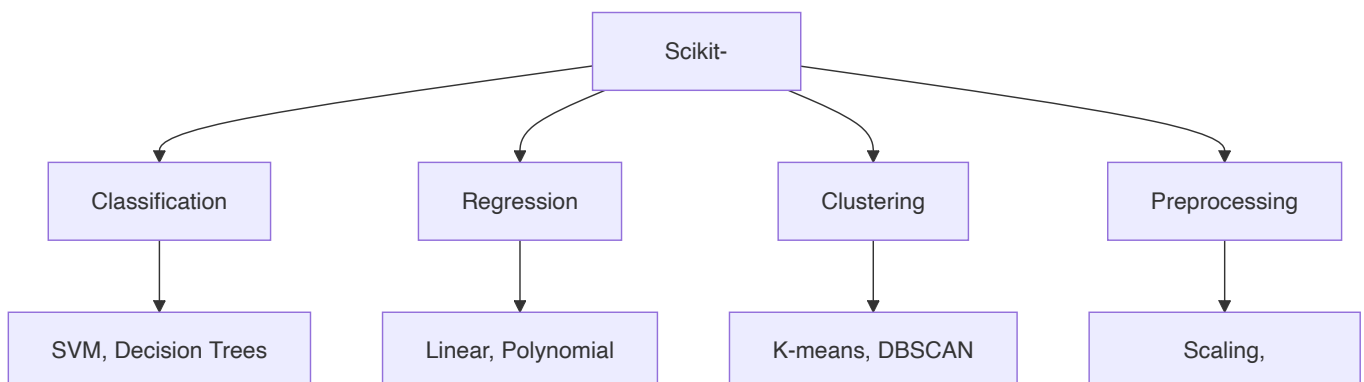 Scikit-
Classification
Regression
Clustering
Preprocessing
SVM, Decision Trees
Linear, Polynomial
K-means, DBSCAN
Scaling,